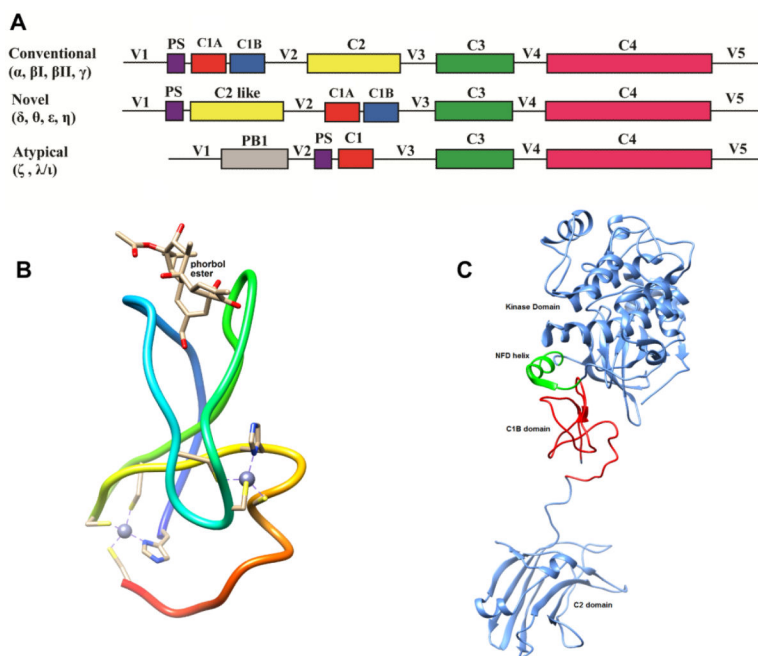 A
Conventional
(α, βI, βII, γ)
V1 PS C1A C1B V2 C2 V3 C3 V4 C4 V5
Novel
(δ, θ, ε, η)
V1 PS C2 like V2 C1A C1B V3 C3 V4 C4 V5
Atypical
(ζ, λ/ι)
V1 PB1 V2 PS C1 V3 C3 V4 C4 V5
B
phorbol
ester
C
Kinase Domain
NFD helix
C1B domain
C2 domain